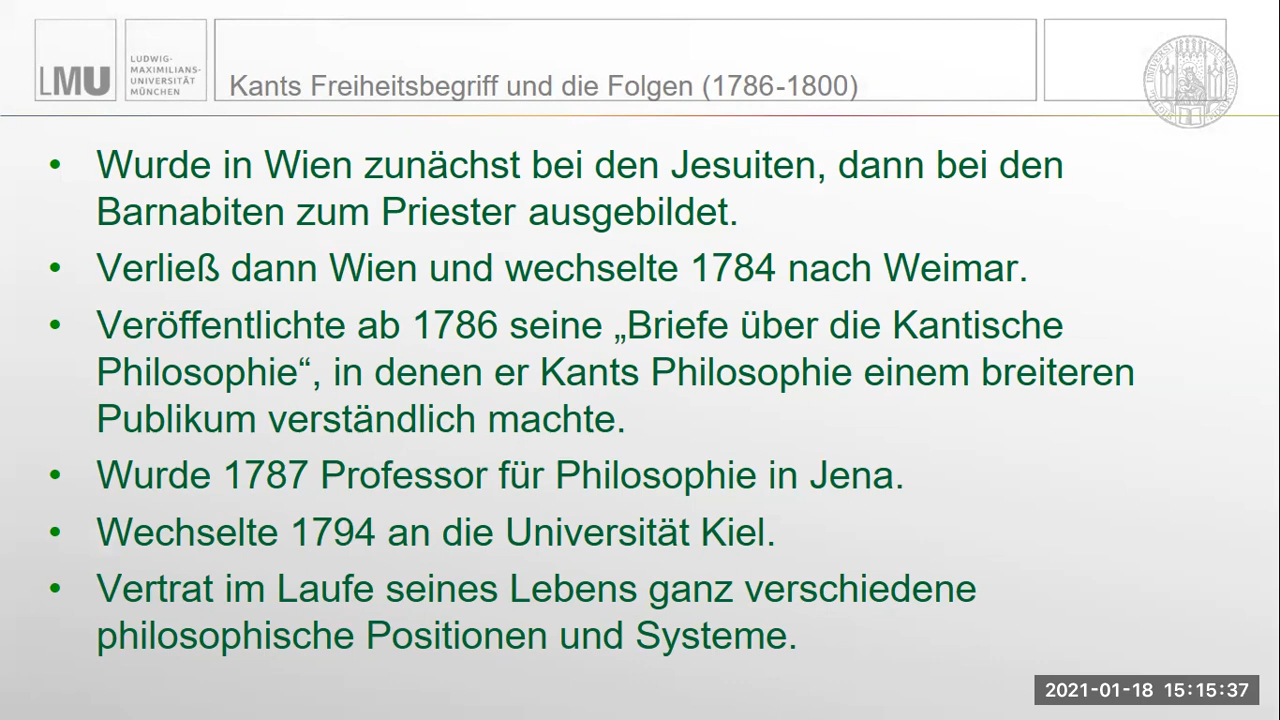 LMU
LUDWIG-
MAXIMILIANS-
UNIVERSITÄT
MÜNCHEN
Kants Freiheitsbegriff und die Folgen (1786-1800)
• Wurde in Wien zunächst bei den Jesuiten, dann bei den
Barnabiten zum Priester ausgebildet.
• Verließ dann Wien und wechselte 1784 nach Weimar.
• Veröffentlichte ab 1786 seine „Briefe über die Kantische
Philosophie“, in denen er Kants Philosophie einem breiteren
Publikum verständlich machte.
• Wurde 1787 Professor für Philosophie in Jena.
• Wechselte 1794 an die Universität Kiel.
• Vertrat im Laufe seines Lebens ganz verschiedene
philosophische Positionen und Systeme.
2021-01-18 15:15:37